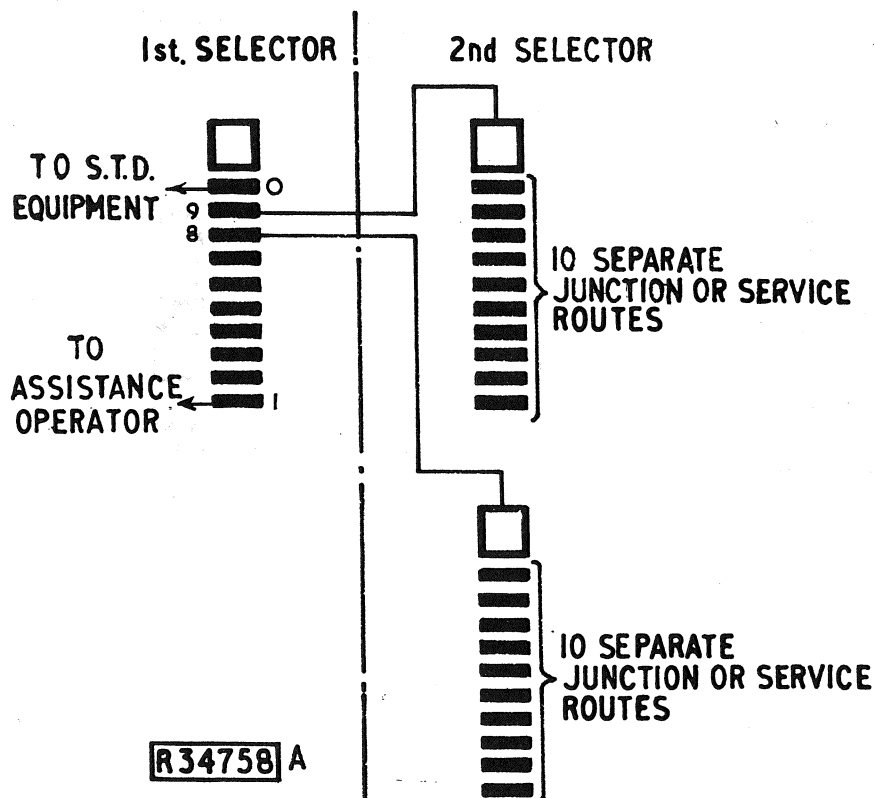 1st. SELECTOR
2nd SELECTOR
TO S.T.D.
EQUIPMENT
0
9
8
10 SEPARATE
JUNCTION OR SERVICE
ROUTES
TO
ASSISTANCE
OPERATOR
1
10 SEPARATE
JUNCTION OR SERVICE
ROUTES
R34758 A